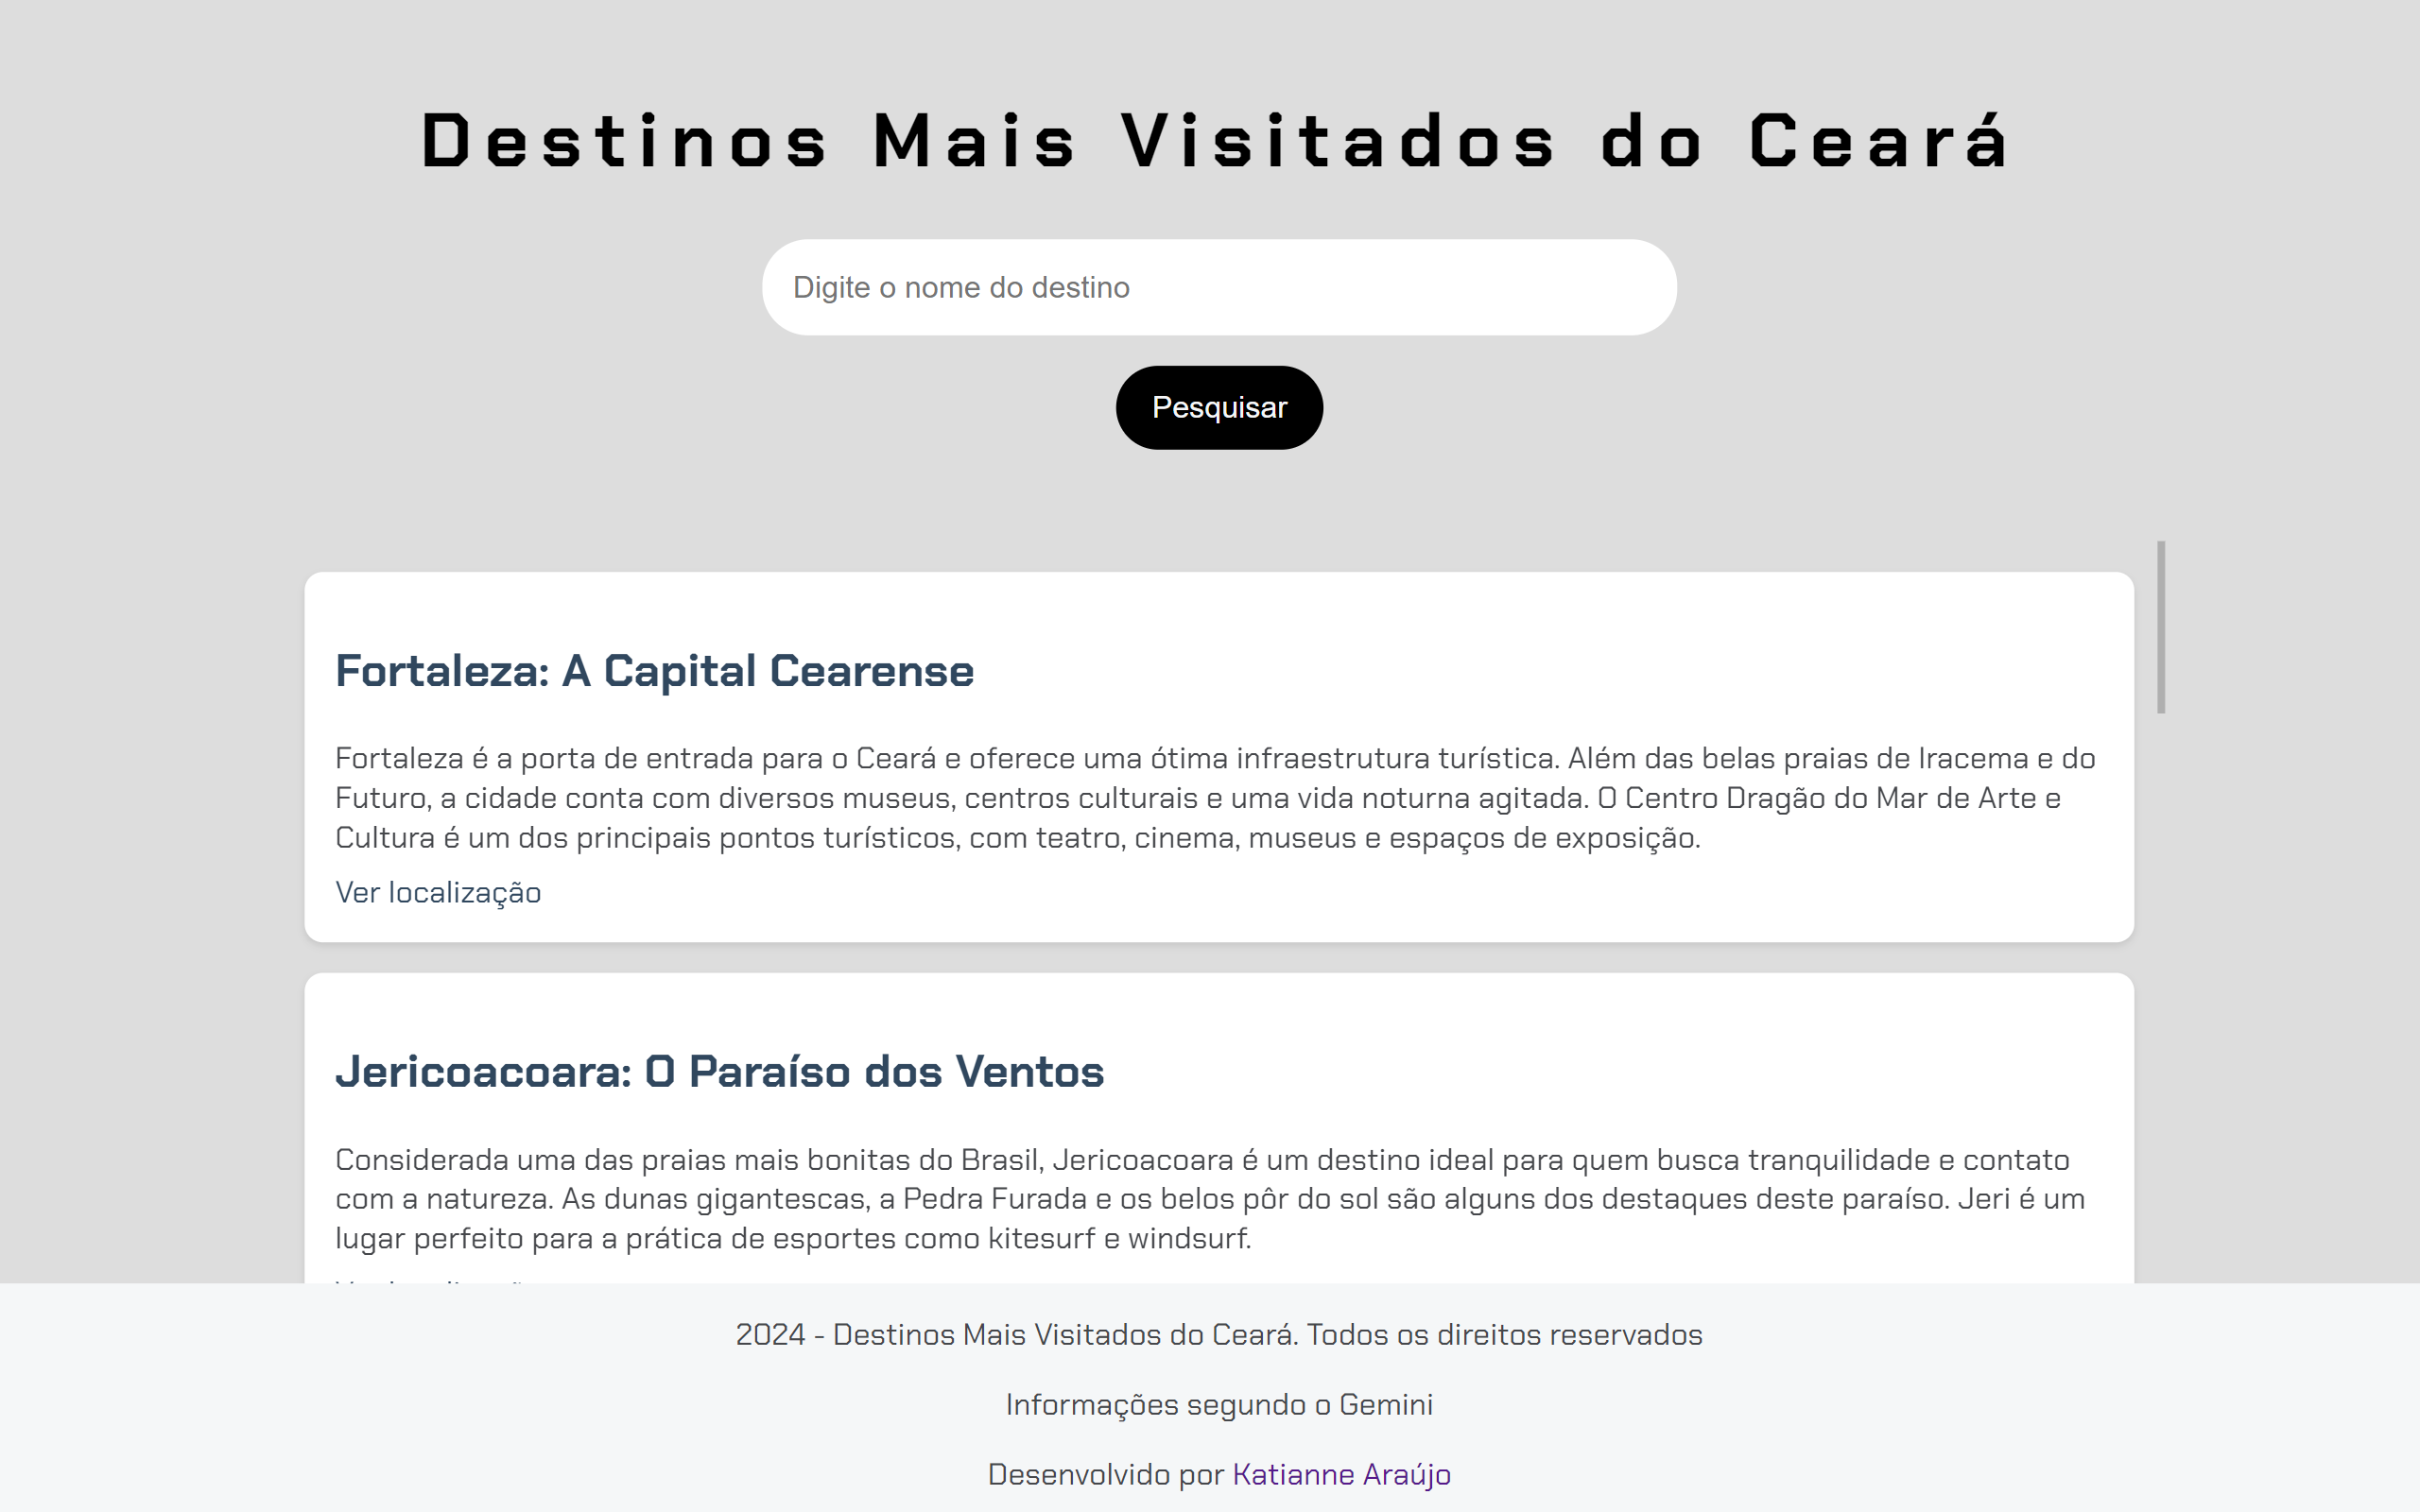 Destinos Mais Visitados do Ceará
Digite o nome do destino
Pesquisar
Fortaleza: A Capital Cearense
Fortaleza é a porta de entrada para o Ceará e oferece uma ótima infraestrutura turística. Além das belas praias de Iracema e do
Futuro, a cidade conta com diversos museus, centros culturais e uma vida noturna agitada. O Centro Dragão do Mar de Arte e
Cultura é um dos principais pontos turísticos, com teatro, cinema, museus e espaços de exposição.
Ver localização
Jericoacoara: O Paraíso dos Ventos
Considerada uma das praias mais bonitas do Brasil, Jericoacoara é um destino ideal para quem busca tranquilidade e contato
com a natureza. As dunas gigantescas, a Pedra Furada e os belos pôr do sol são alguns dos destaques deste paraíso. Jeri é um
lugar perfeito para a prática de esportes como kitesurf e windsurf.
2024 - Destinos Mais Visitados do Ceará. Todos os direitos reservados
Informações segundo o Gemini
Desenvolvido por Katianne Araújo